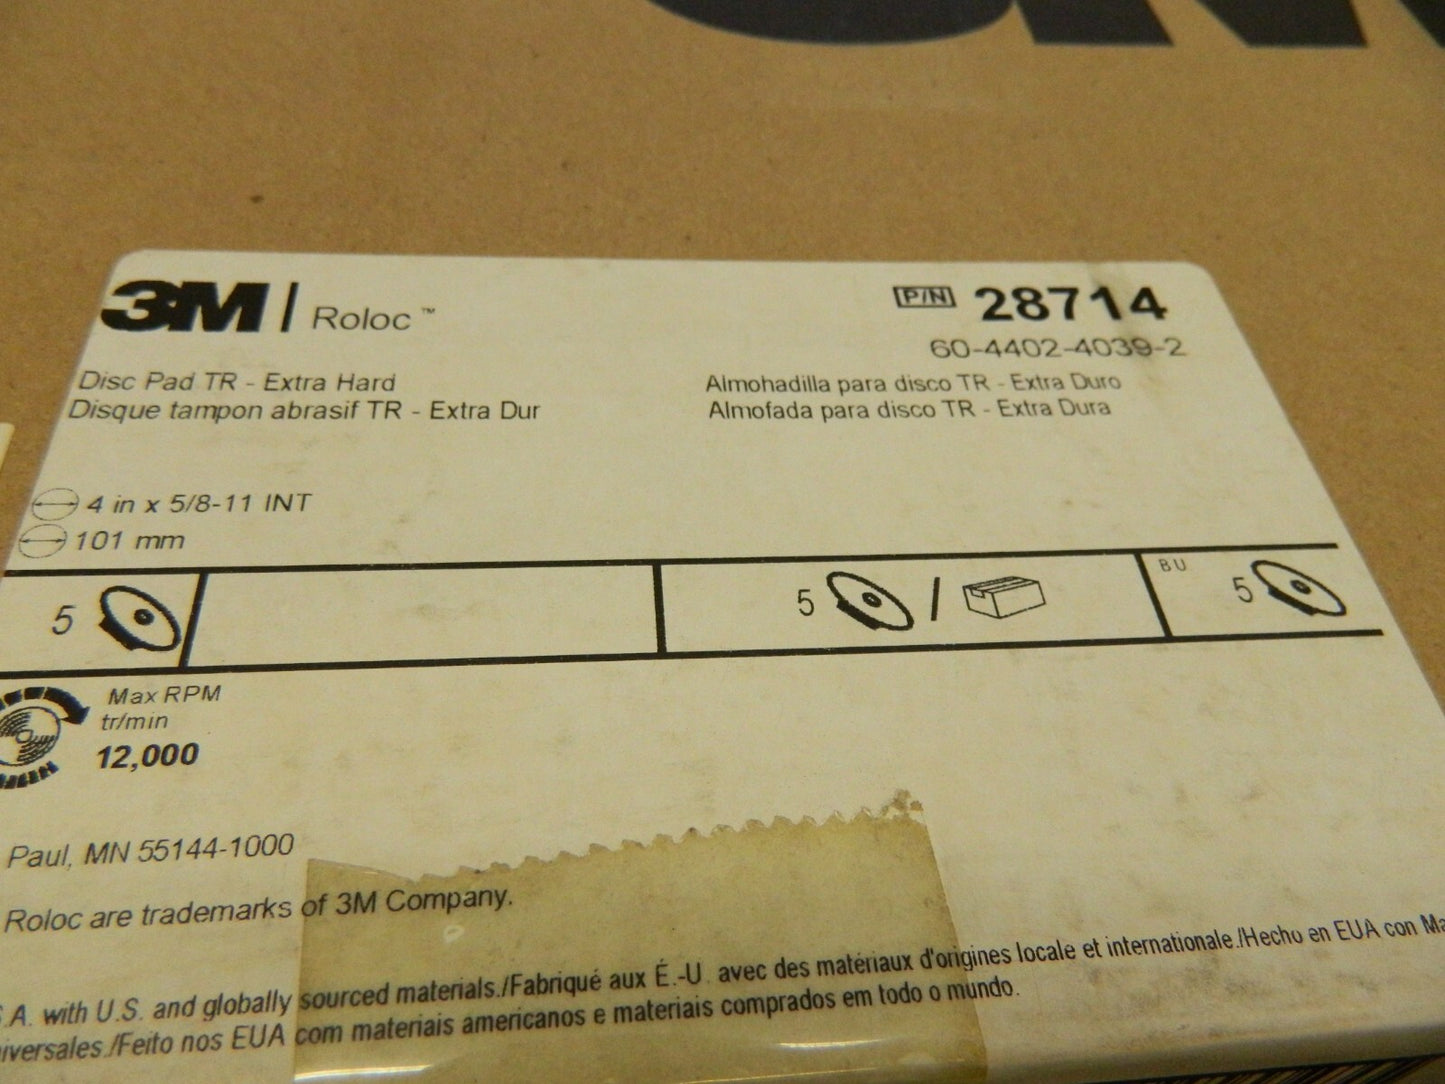 3M | Roloc™
P/N 28714
60-4402-4039-2
Disc Pad TR - Extra Hard
Disque tampon abrasif TR - Extra Dur
Almohadilla para disco TR - Extra Duro
Almofada para disco TR - Extra Dura
4 in x 5/8-11 INT
101 mm
5
5 /
BU
5
Max RPM
tr/min
12,000
Paul, MN 55144-1000
Roloc are trademarks of 3M Company.
.A. with U.S. and globally sourced materials./Fabriqué aux É.-U. avec des matériaux d'origines locale et internationale./Hecho en EUA con
iversales./Feito nos EUA com materiais americanos e materiais comprados em todo o mundo.